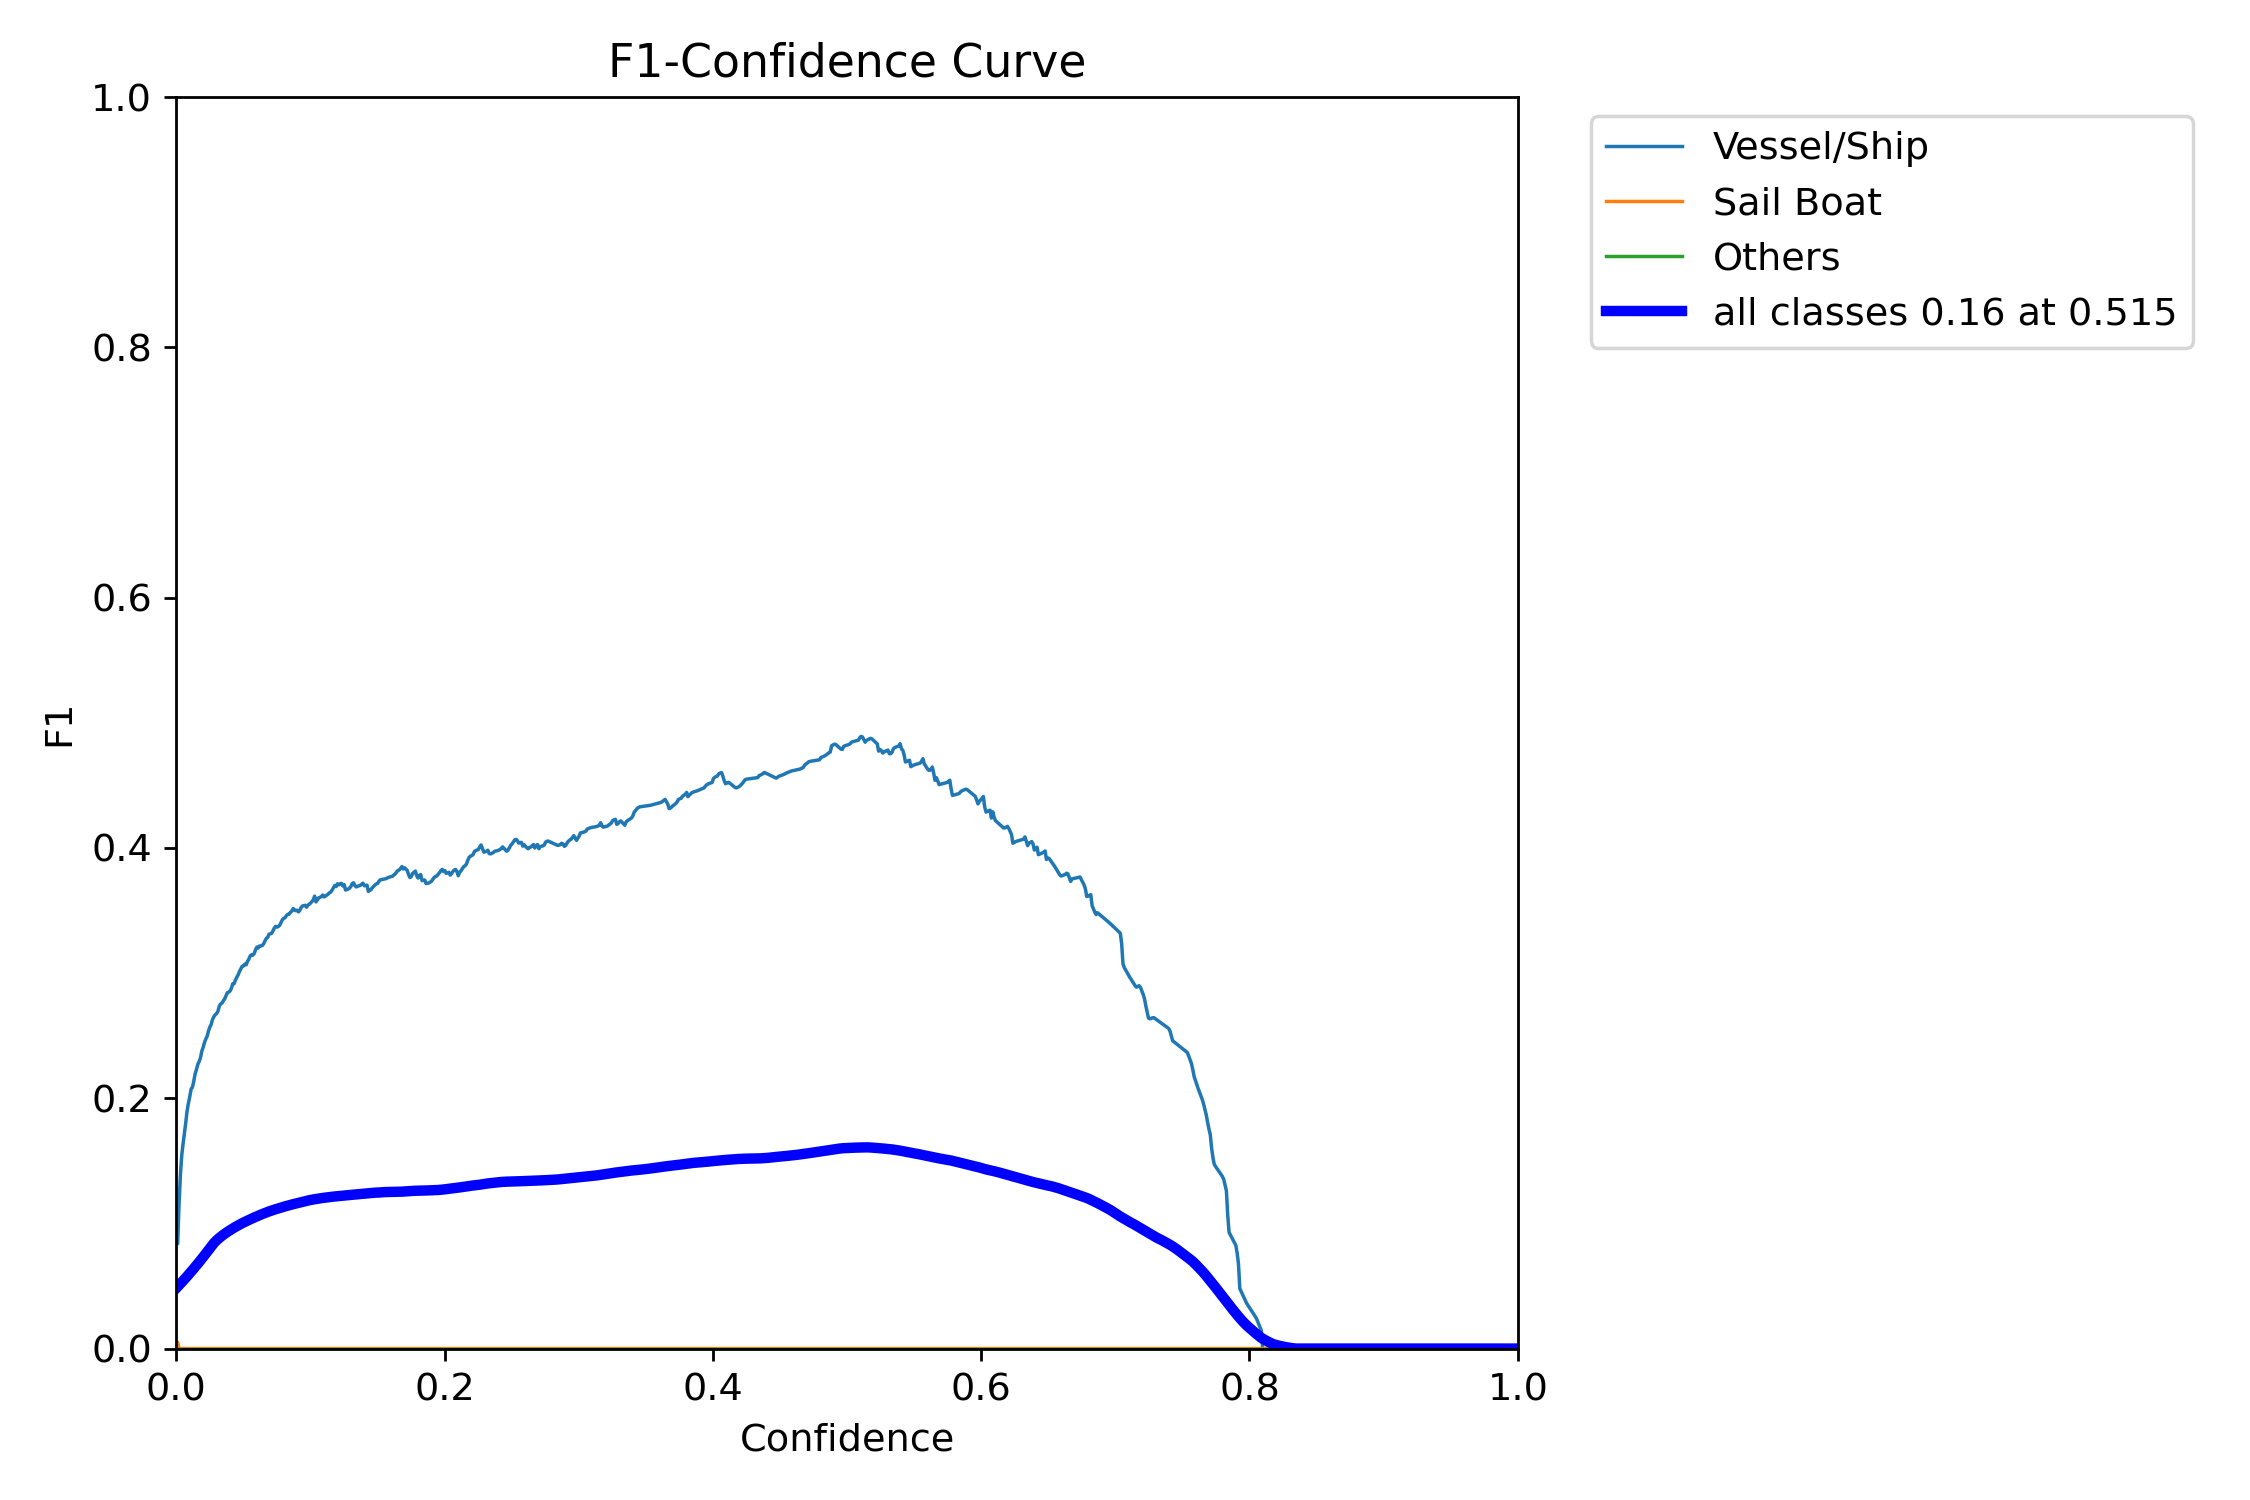 F1-Confidence Curve
1.0
0.8
0.6
0.4
0.2
0.0
F1
0.0 0.2 0.4 0.6 0.8 1.0
Confidence
Vessel/Ship
Sail Boat
Others
all classes 0.16 at 0.515